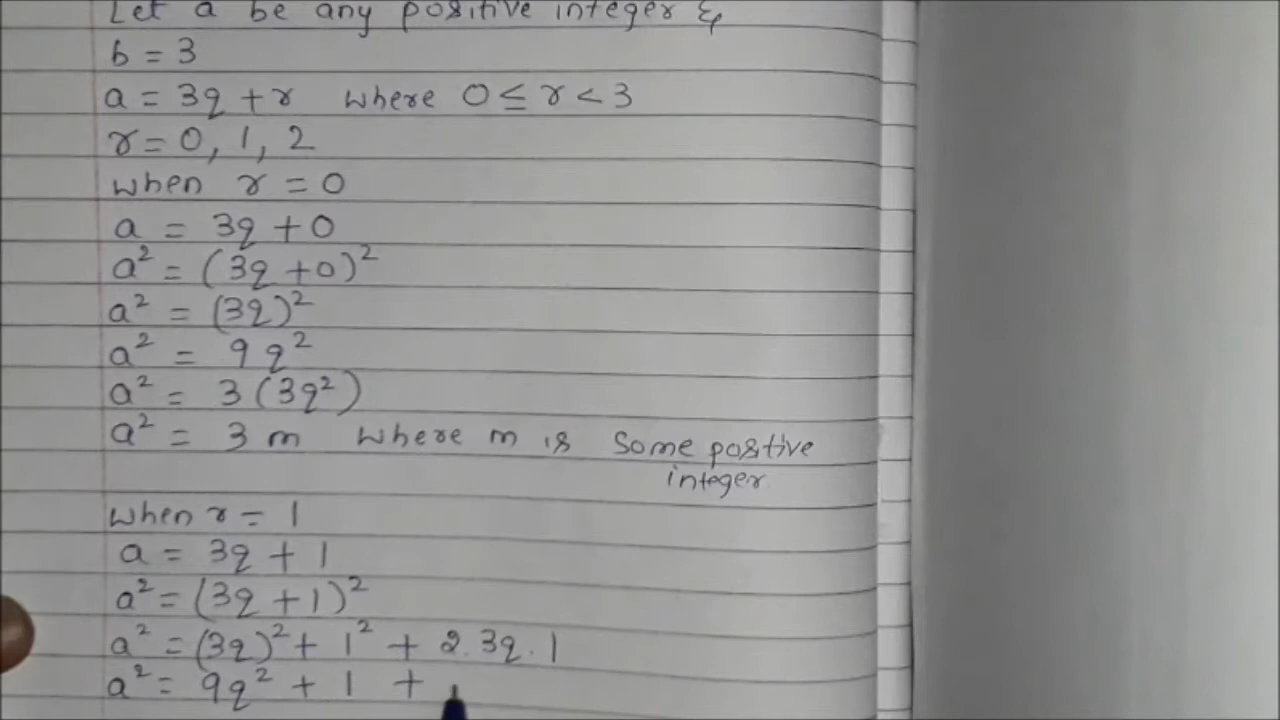 Let a be any positive integer &
b = 3
a = 3q + r where 0 ≤ r < 3
r = 0, 1, 2
when r = 0
a = 3q + 0
a² = (3q + 0)²
a² = (3q)²
a² = 9q²
a² = 3(3q²)
a² = 3m where m is some positive
integer
when r = 1
a = 3q + 1
a² = (3q + 1)²
a² = (3q)² + 1² + 2.3q.1
a² = 9q² + 1 +